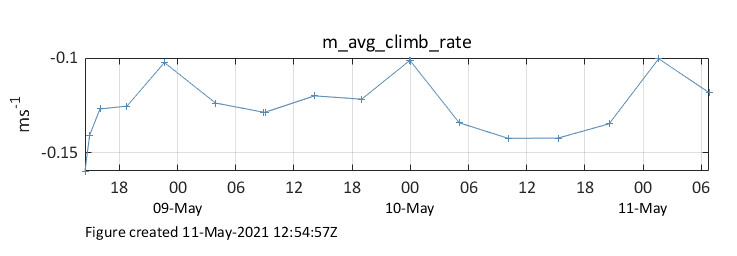 m_avg_climb_rate
-0.1
ms-1
-0.15
18 00 06 12 18 00 06 12 18 00 06
09-May 10-May 11-May
Figure created 11-May-2021 12:54:57Z